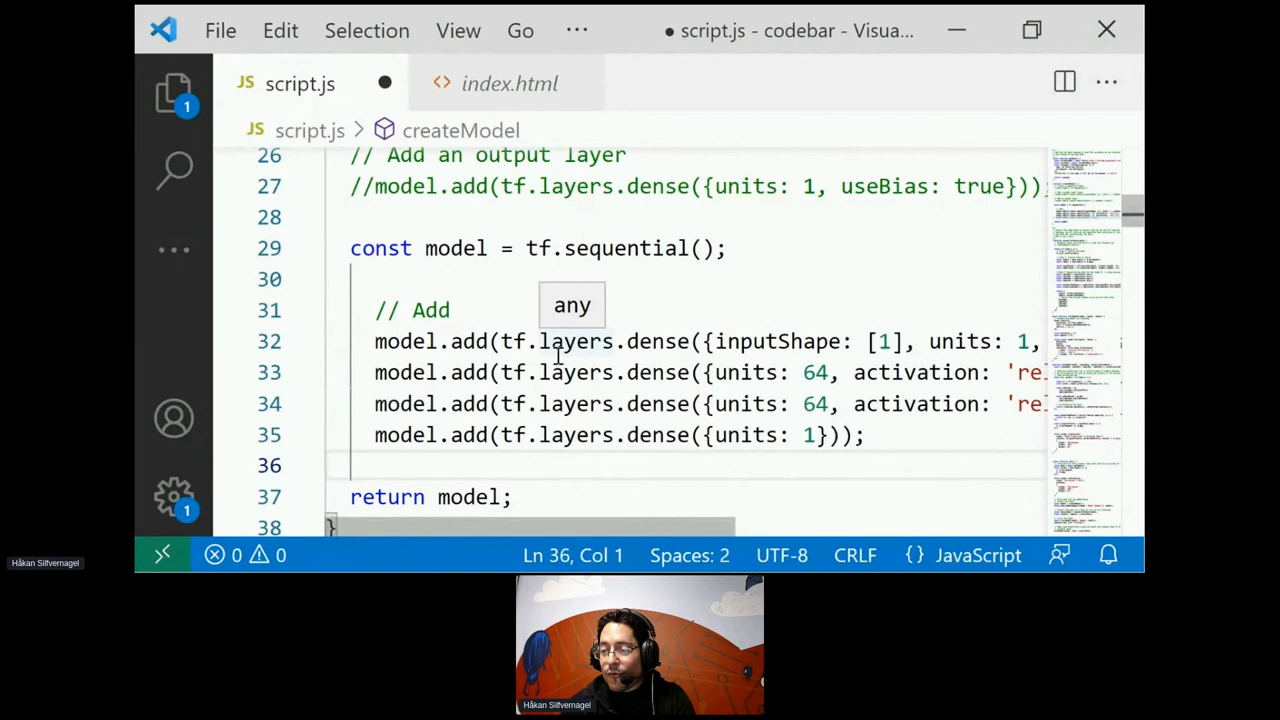 File Edit Selection View Go ··· ● script.js - codebar - Visua...
JS script.js ● <> index.html ···
JS script.js > createModel
26 // Add an output layer
27 //model.add(tf.layers.dense({units: 1, useBias: true}));
28
29 const model = tf.sequential();
30
31 // Add
any
32 model.add(tf.layers.dense({inputShape: [1], units: 1,
33 model.add(tf.layers.dense({units: 64, activation: 'rel
34 model.add(tf.layers.dense({units: 64, activation: 'rel
35 model.add(tf.layers.dense({units: 1}));
36
37 return model;
38 }
1
1
0 0 Ln 36, Col 1 Spaces: 2 UTF-8 CRLF {} JavaScript
Håkan Silfvernagel
Håkan Silfvernagel